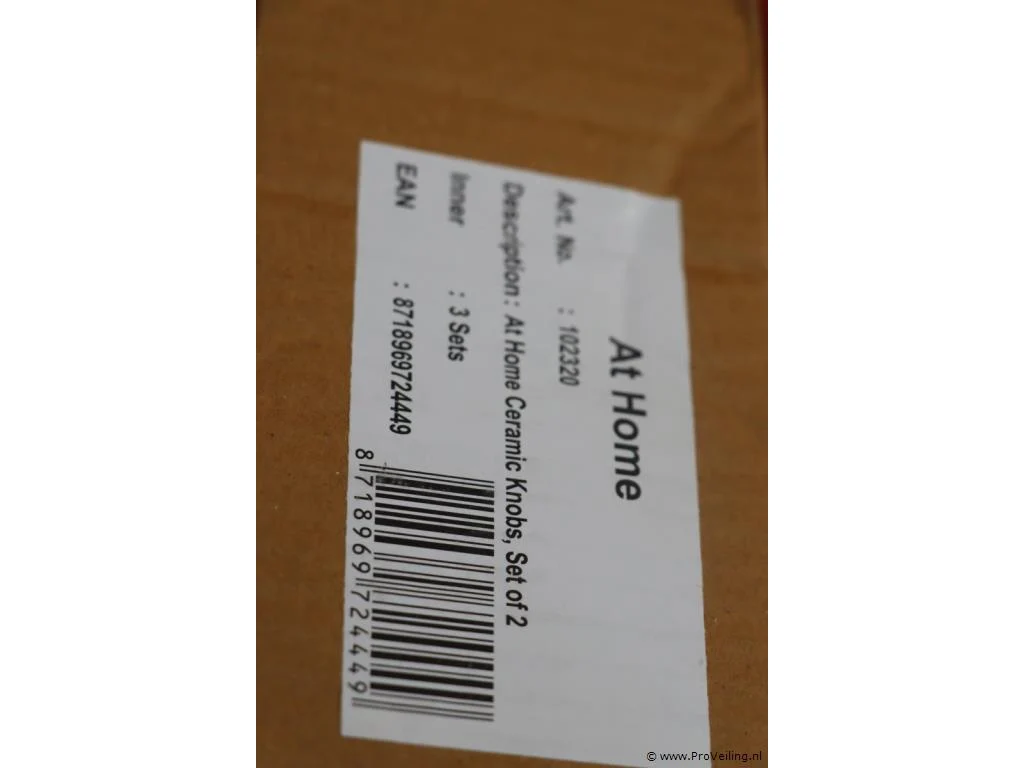 At Home
Art. No. : 102320
Description : At Home Ceramic Knobs, Set of 2
Inner : 3 Sets
EAN : 8718969724449
8 718969 724449
© www.ProVeiling.nl